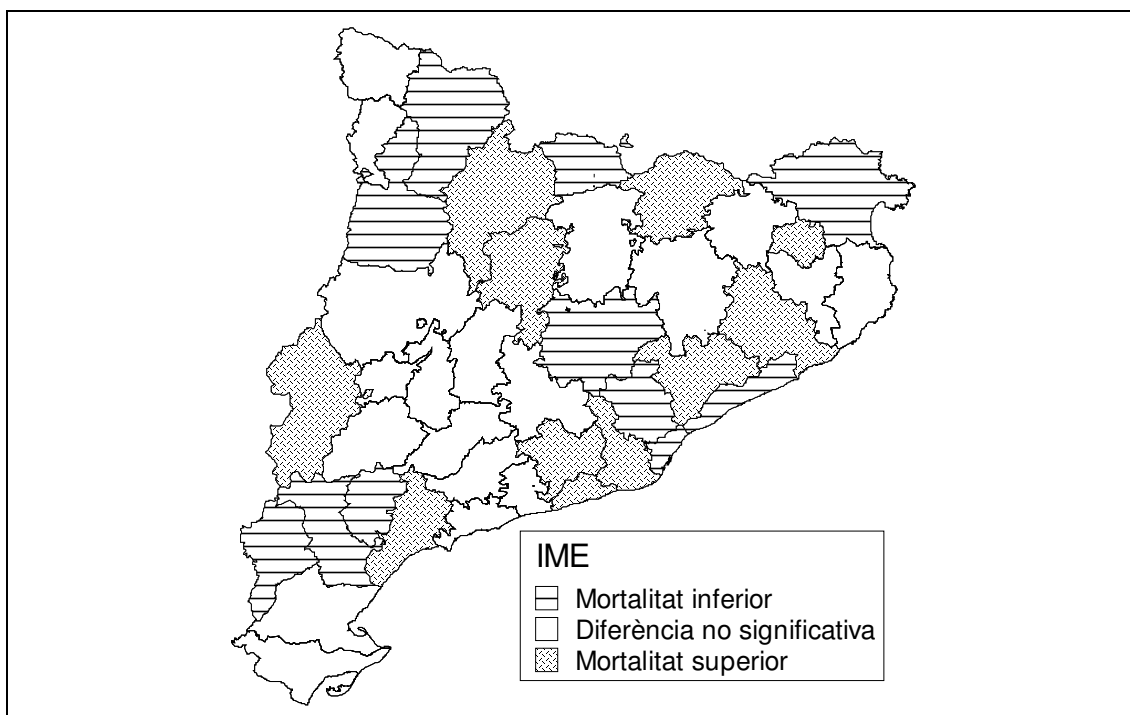 IME
Mortalitat inferior
Diferència no significativa
Mortalitat superior